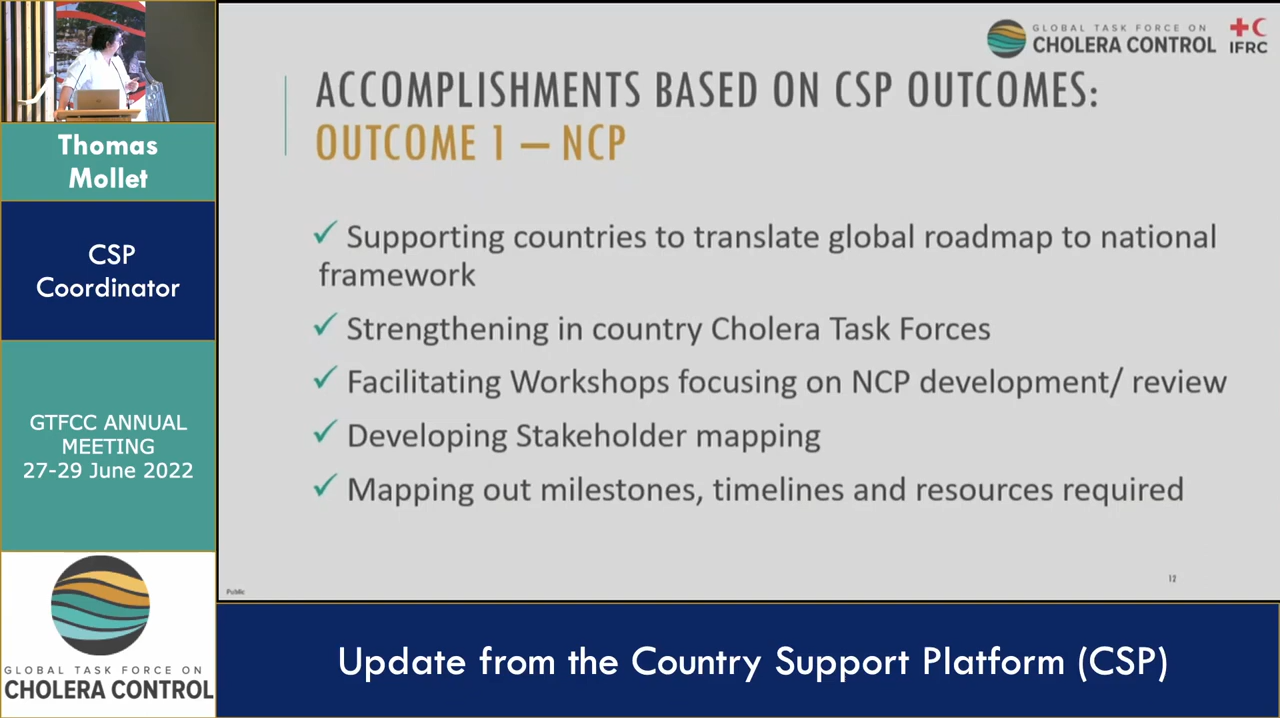 Thomas
Mollet
CSP
Coordinator
GTFCC ANNUAL
MEETING
27-29 June 2022
GLOBAL TASK FORCE ON
CHOLERA CONTROL
GLOBAL TASK FORCE ON
CHOLERA CONTROL
IFRC
ACCOMPLISHMENTS BASED ON CSP OUTCOMES:
OUTCOME 1 – NCP
✓ Supporting countries to translate global roadmap to national
framework
✓ Strengthening in country Cholera Task Forces
✓ Facilitating Workshops focusing on NCP development/ review
✓ Developing Stakeholder mapping
✓ Mapping out milestones, timelines and resources required
Public
12
Update from the Country Support Platform (CSP)